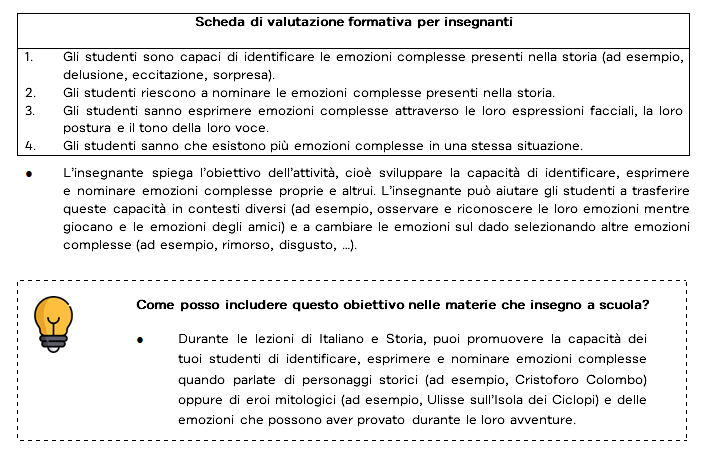 Scheda di valutazione formativa per insegnanti
1. Gli studenti sono capaci di identificare le emozioni complesse presenti nella storia (ad esempio,
delusione, eccitazione, sorpresa).
2. Gli studenti riescono a nominare le emozioni complesse presenti nella storia.
3. Gli studenti sanno esprimere emozioni complesse attraverso le loro espressioni facciali, la loro
postura e il tono della loro voce.
4. Gli studenti sanno che esistono più emozioni complesse in una stessa situazione.
● L’insegnante spiega l’obiettivo dell’attività, cioè sviluppare la capacità di identificare, esprimere
e nominare emozioni complesse proprie e altrui. L’insegnante può aiutare gli studenti a trasferire
queste capacità in contesti diversi (ad esempio, osservare e riconoscere le loro emozioni mentre
giocano e le emozioni degli amici) e a cambiare le emozioni sul dado selezionando altre emozioni
complesse (ad esempio, rimorso, disgusto, …).
Come posso includere questo obiettivo nelle materie che insegno a scuola?
● Durante le lezioni di Italiano e Storia, puoi promuovere la capacità dei
tuoi studenti di identificare, esprimere e nominare emozioni complesse
quando parlate di personaggi storici (ad esempio, Cristoforo Colombo)
oppure di eroi mitologici (ad esempio, Ulisse sull’Isola dei Ciclopi) e delle
emozioni che possono aver provato durante le loro avventure.